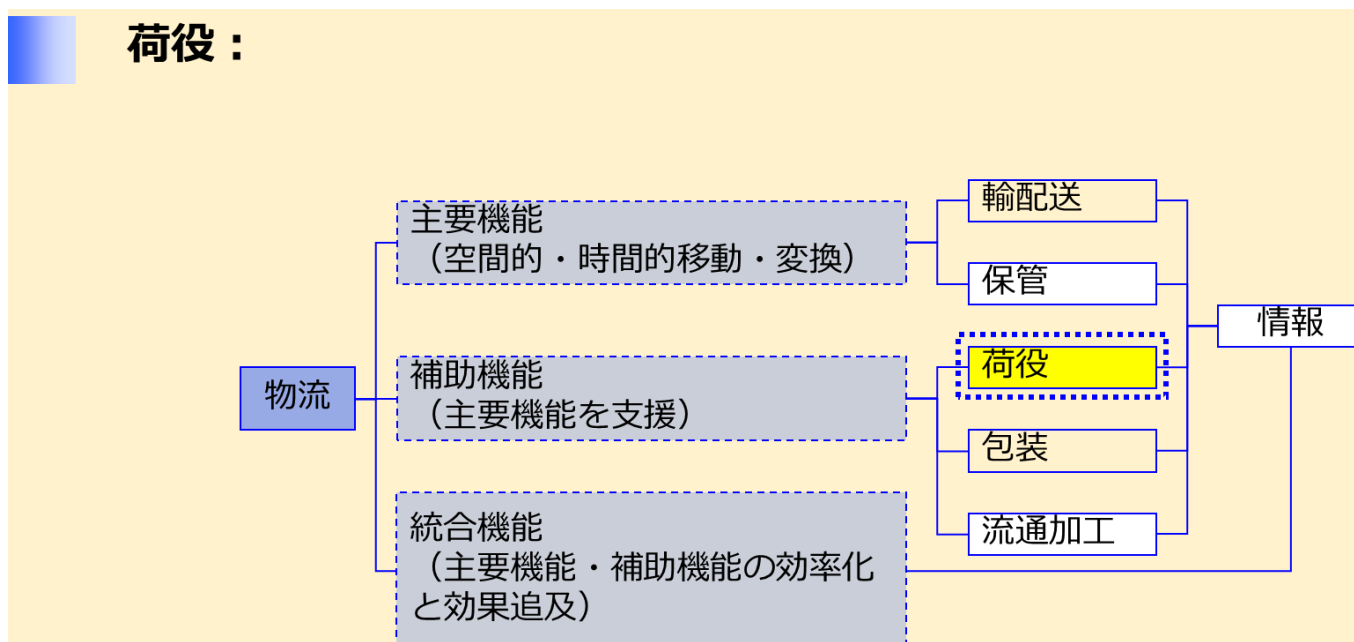 荷役：
物流
主要機能
（空間的・時間的移動・変換）
補助機能
（主要機能を支援）
統合機能
（主要機能・補助機能の効率化
と効果追及）
輸配送
保管
荷役
包装
流通加工
情報